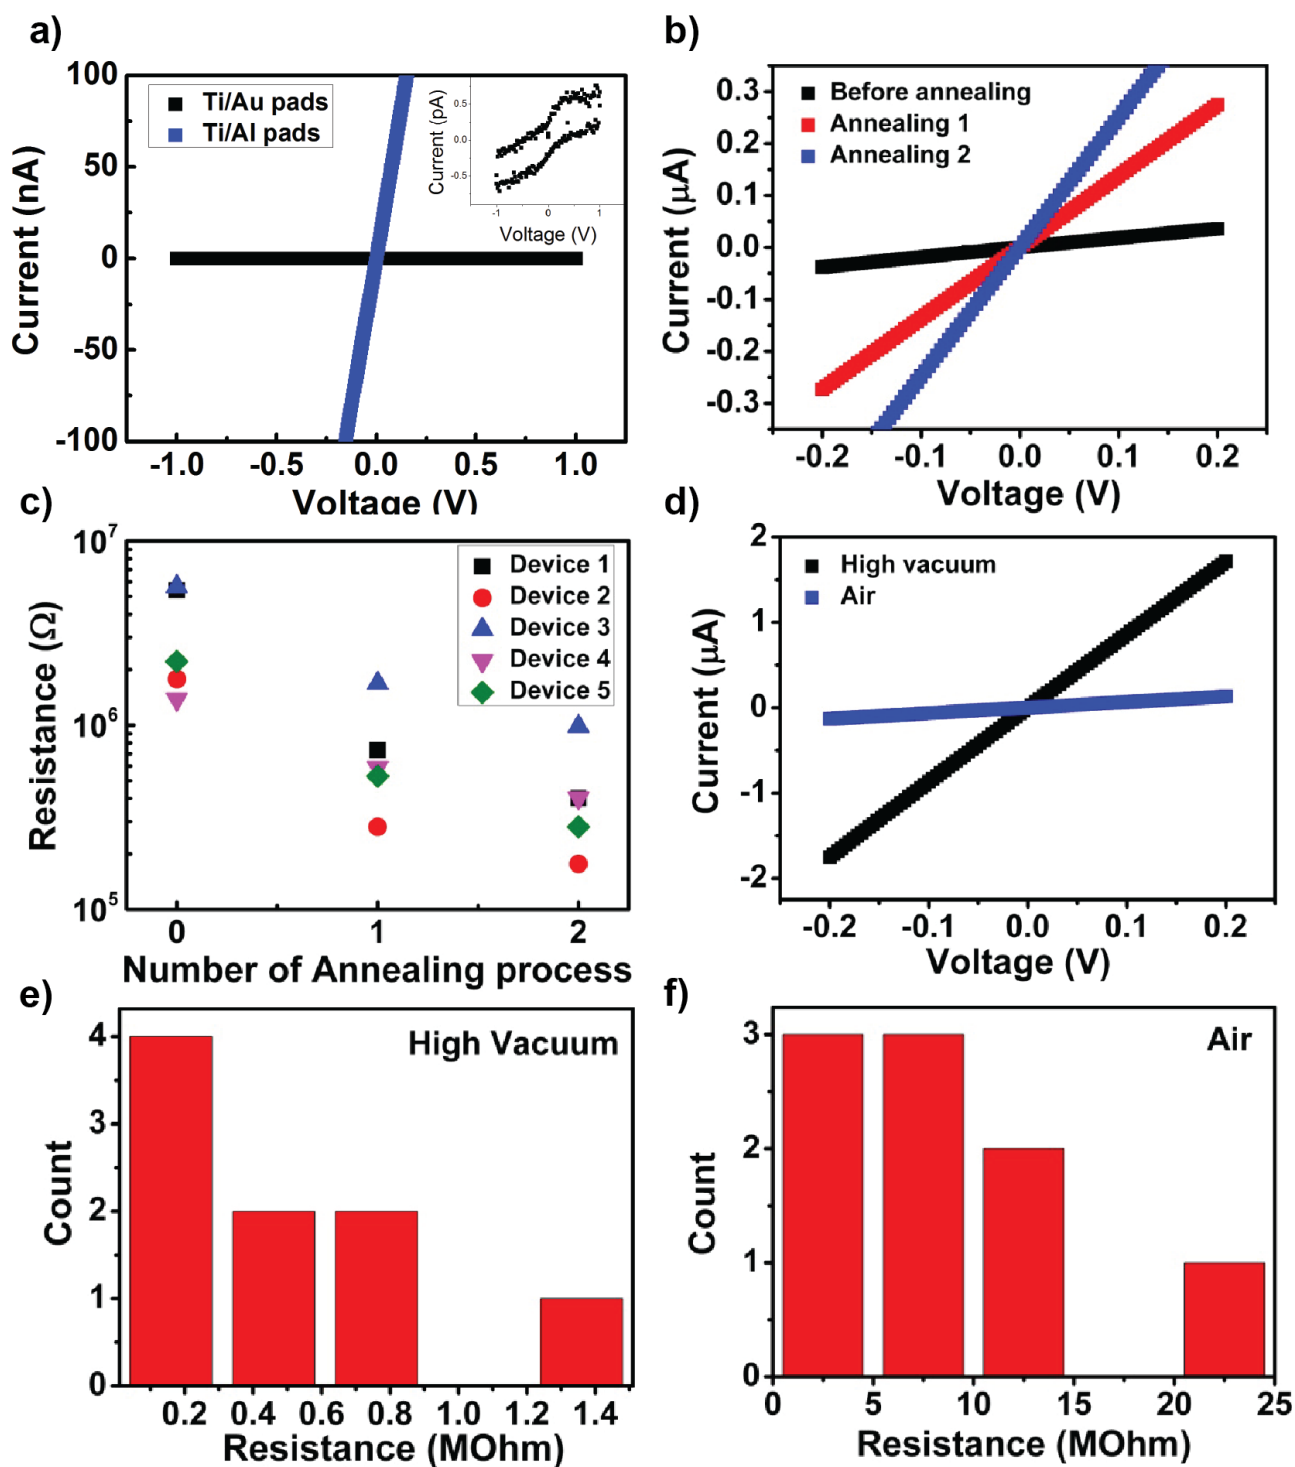 a)
100
50
0
-50
-100
Current (nA)
Ti/Au pads
Ti/Al pads
0.5
0.0
-0.5
Current (pA)
-1 0 1
Voltage (V)
-1.0 -0.5 0.0 0.5 1.0
Voltage (V)
b)
0.3
0.2
0.1
0.0
-0.1
-0.2
-0.3
Current (μA)
Before annealing
Annealing 1
Annealing 2
-0.2 -0.1 0.0 0.1 0.2
Voltage (V)
c)
10⁷
10⁶
10⁵
Resistance (Ω)
Device 1
Device 2
Device 3
Device 4
Device 5
0 1 2
Number of Annealing process
d)
2
1
0
-1
-2
Current (μA)
High vacuum
Air
-0.2 -0.1 0.0 0.1 0.2
Voltage (V)
e)
4
3
2
1
0
Count
High Vacuum
0.2 0.4 0.6 0.8 1.0 1.2 1.4
Resistance (MOhm)
f)
3
2
1
0
Count
Air
0 5 10 15 20 25
Resistance (MOhm)